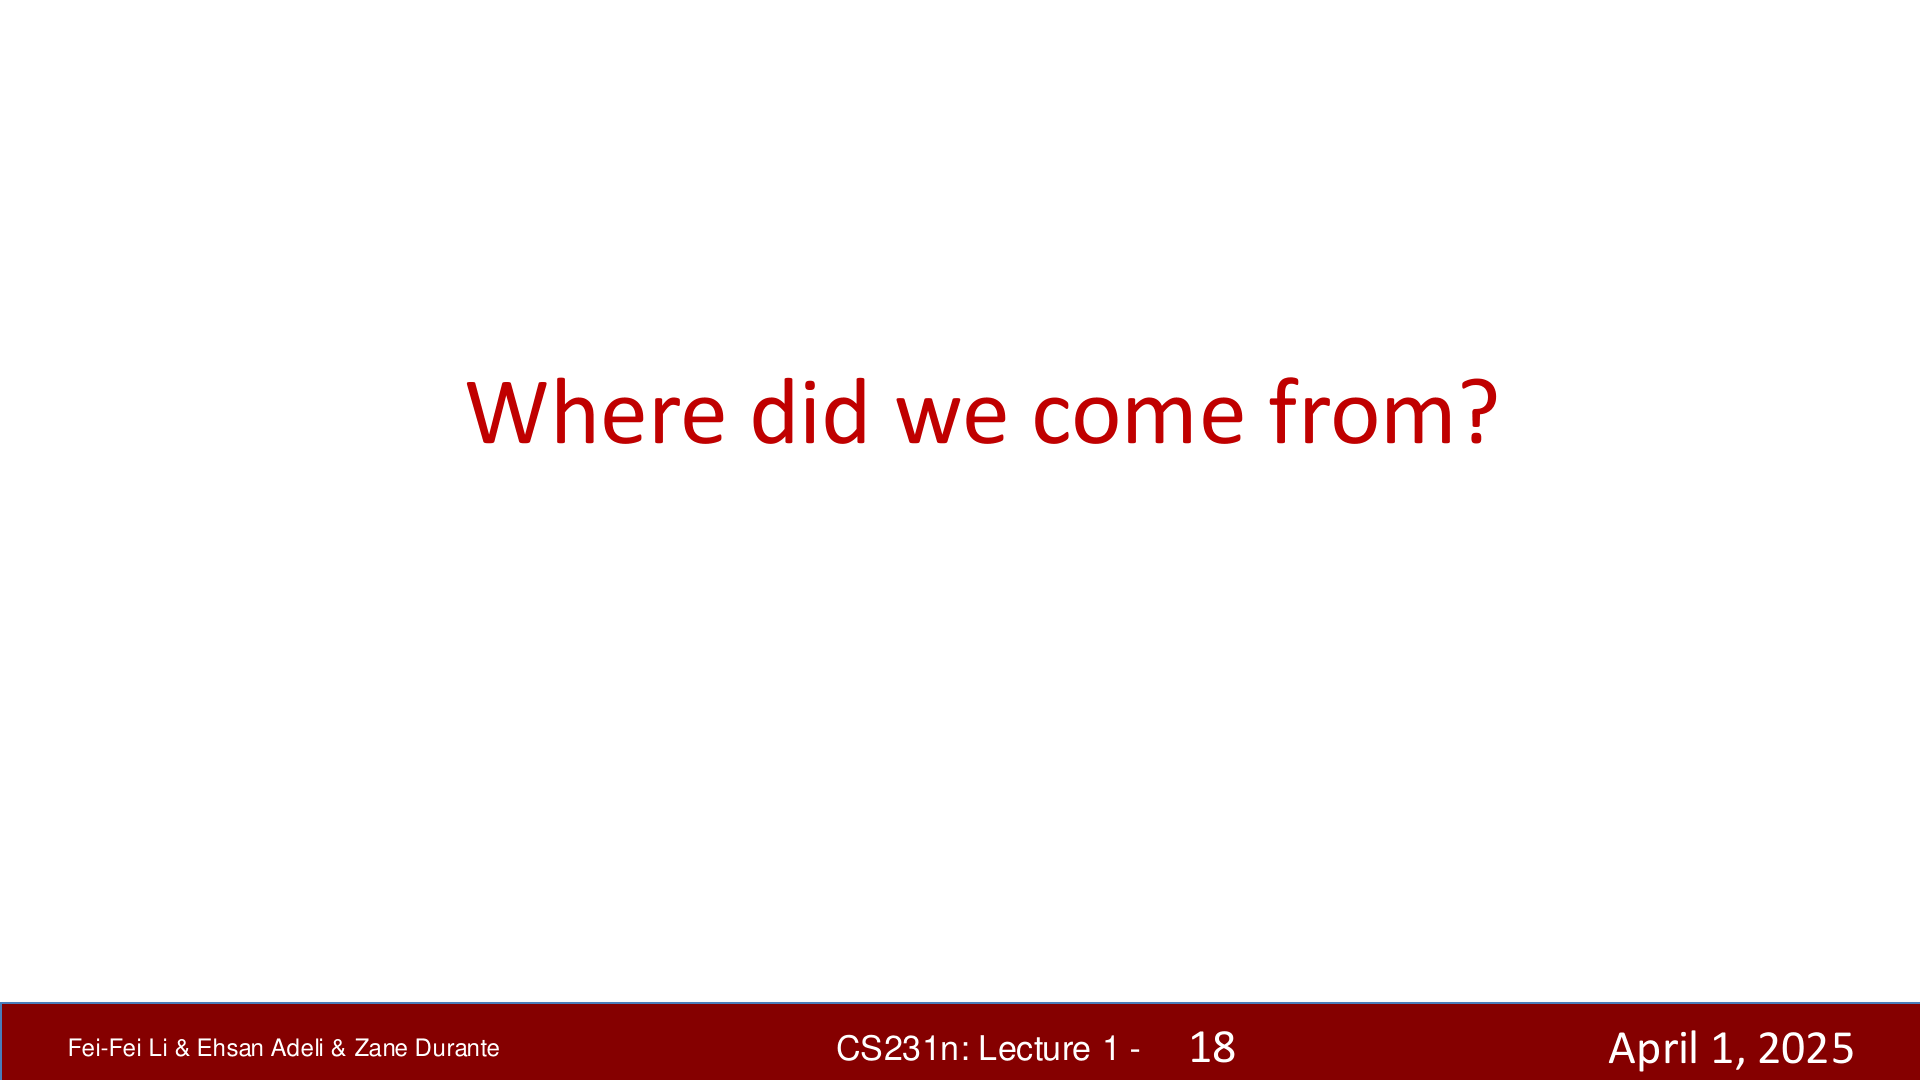 Where did we come from?
Fei-Fei Li & Ehsan Adeli & Zane Durante
CS231n: Lecture 1 - 18
April 1, 2025